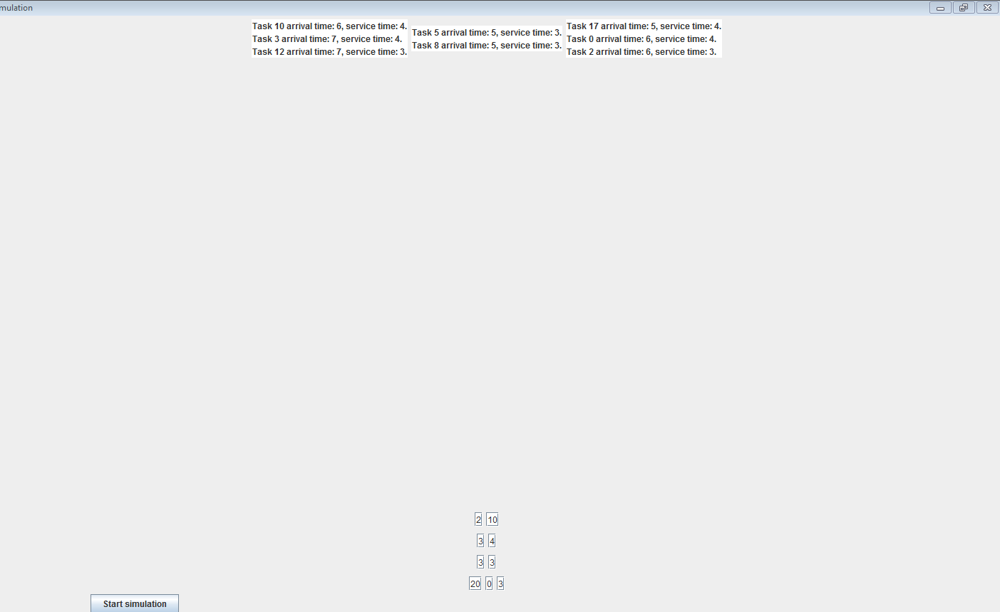 mulation
Task 10 arrival time: 6, service time: 4.
Task 3 arrival time: 7, service time: 4.
Task 12 arrival time: 7, service time: 3.
Task 5 arrival time: 5, service time: 3.
Task 8 arrival time: 5, service time: 3.
Task 17 arrival time: 5, service time: 4.
Task 0 arrival time: 6, service time: 4.
Task 2 arrival time: 6, service time: 3.
2 10
3 4
3 3
20 0 3
Start simulation